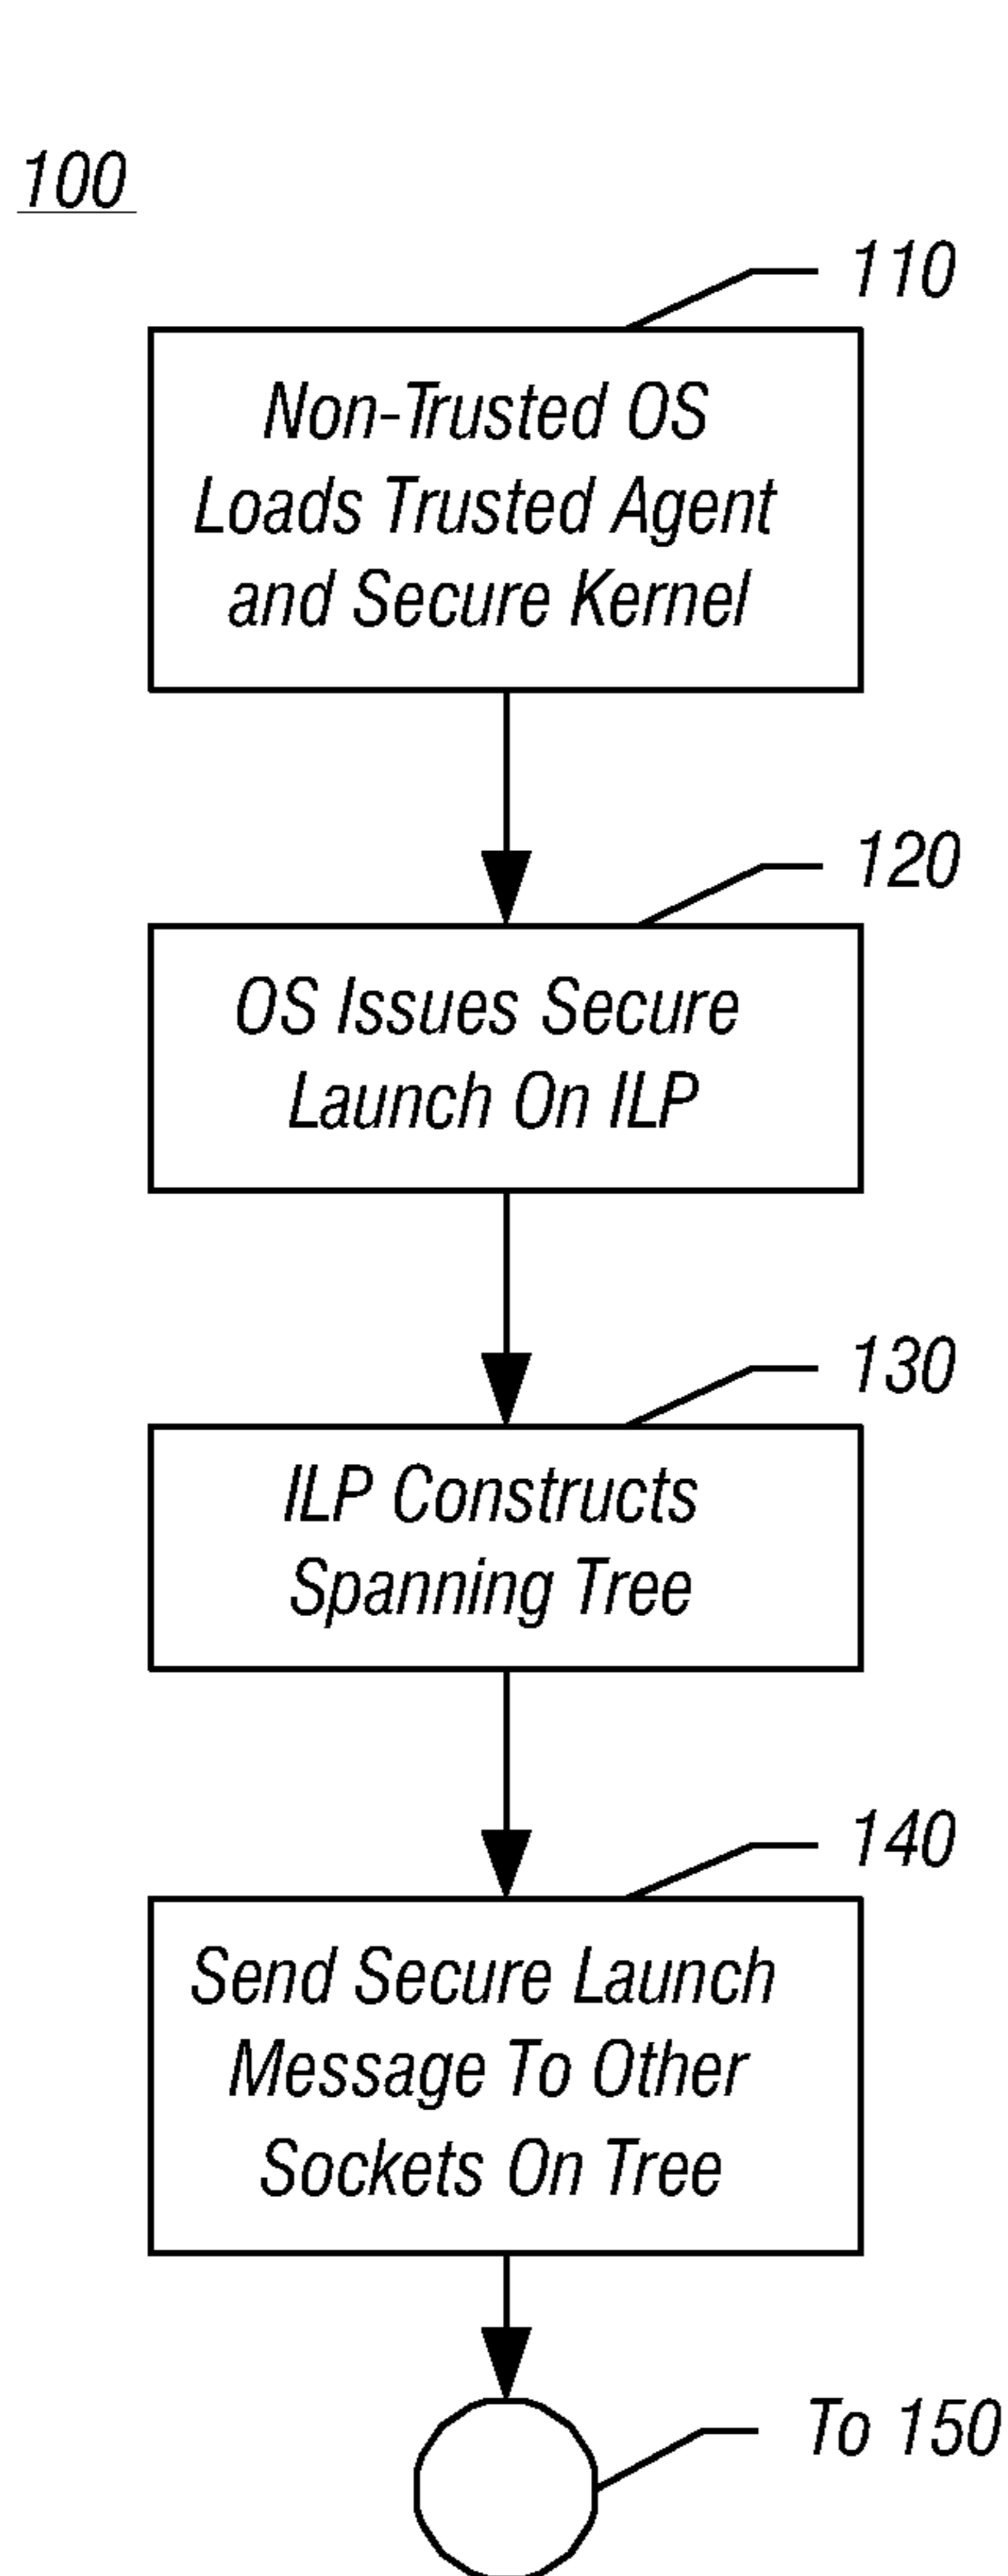 100
110
Non-Trusted OS
Loads Trusted Agent
and Secure Kernel
120
OS Issues Secure
Launch On ILP
130
ILP Constructs
Spanning Tree
140
Send Secure Launch
Message To Other
Sockets On Tree
To 150